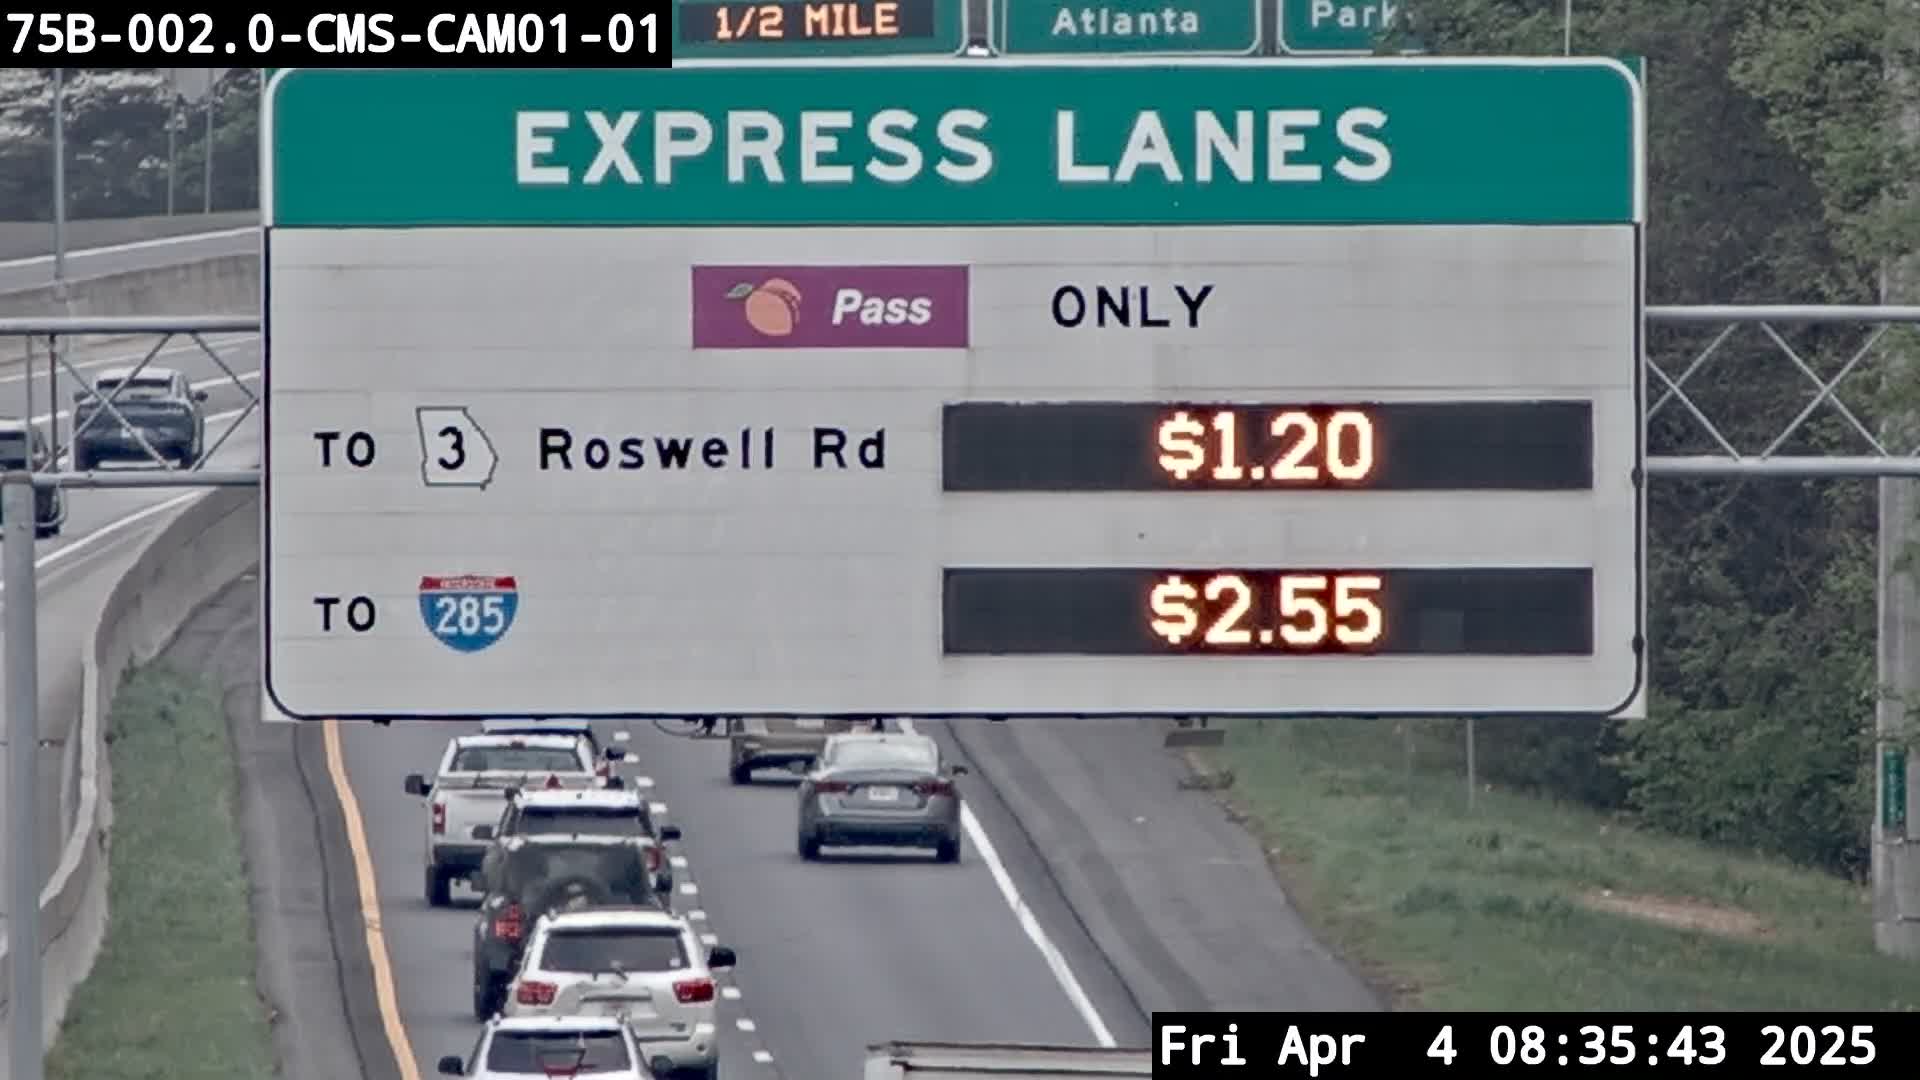 75B-002.0-CMS-CAM01-01
1/2 MILE
Atlanta
Park
EXPRESS LANES
Pass ONLY
TO 3 Roswell Rd $1.20
TO 285 $2.55
Fri Apr 4 08:35:43 2025